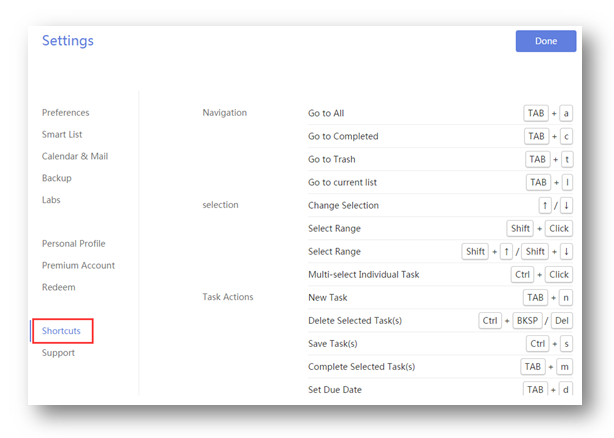 Settings
Done
Preferences
Smart List
Calendar & Mail
Backup
Labs
Personal Profile
Premium Account
Redeem
Shortcuts
Support
Navigation
Go to All TAB + a
Go to Completed TAB + c
Go to Trash TAB + t
Go to current list TAB + l
selection
Change Selection ↑ / ↓
Select Range Shift + Click
Select Range Shift + ↑ / Shift + ↓
Multi-select Individual Task Ctrl + Click
Task Actions
New Task TAB + n
Delete Selected Task(s) Ctrl + BKSP / Del
Save Task(s) Ctrl + s
Complete Selected Task(s) TAB + m
Set Due Date TAB + d